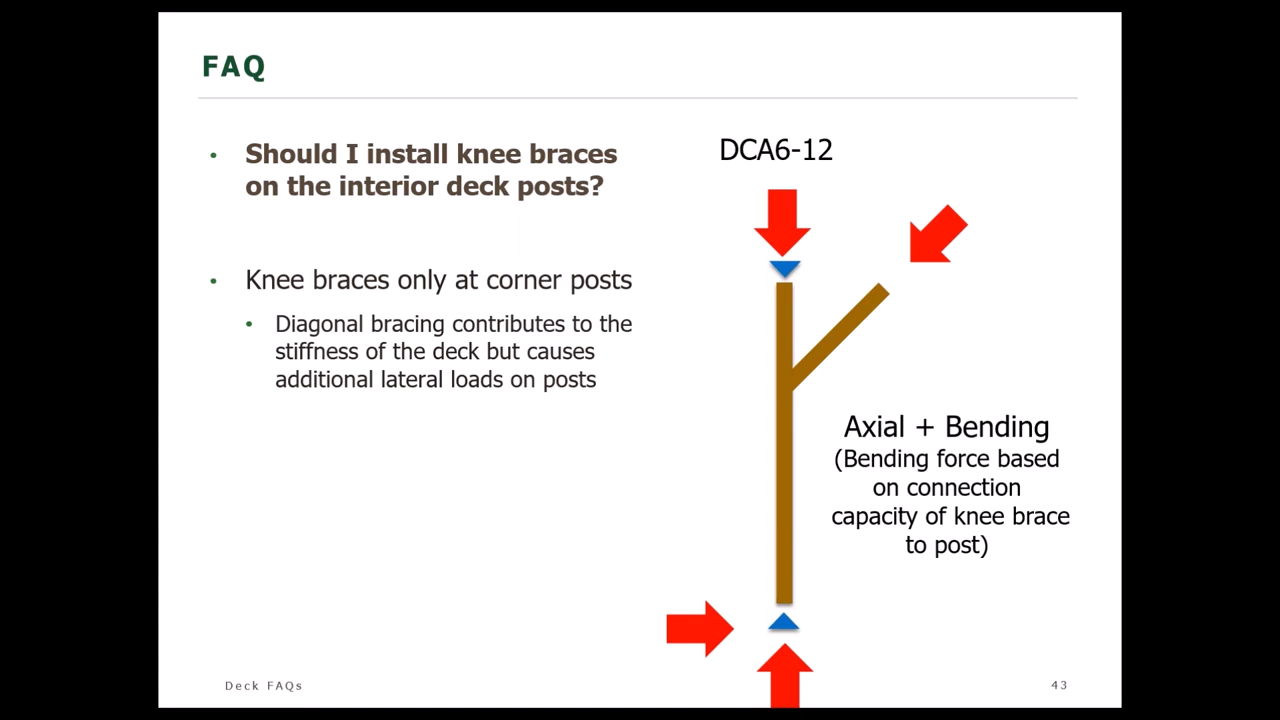 FAQ
• Should I install knee braces
on the interior deck posts?
• Knee braces only at corner posts
• Diagonal bracing contributes to the
stiffness of the deck but causes
additional lateral loads on posts
DCA6-12
Axial + Bending
(Bending force based
on connection
capacity of knee brace
to post)
Deck FAQs
43